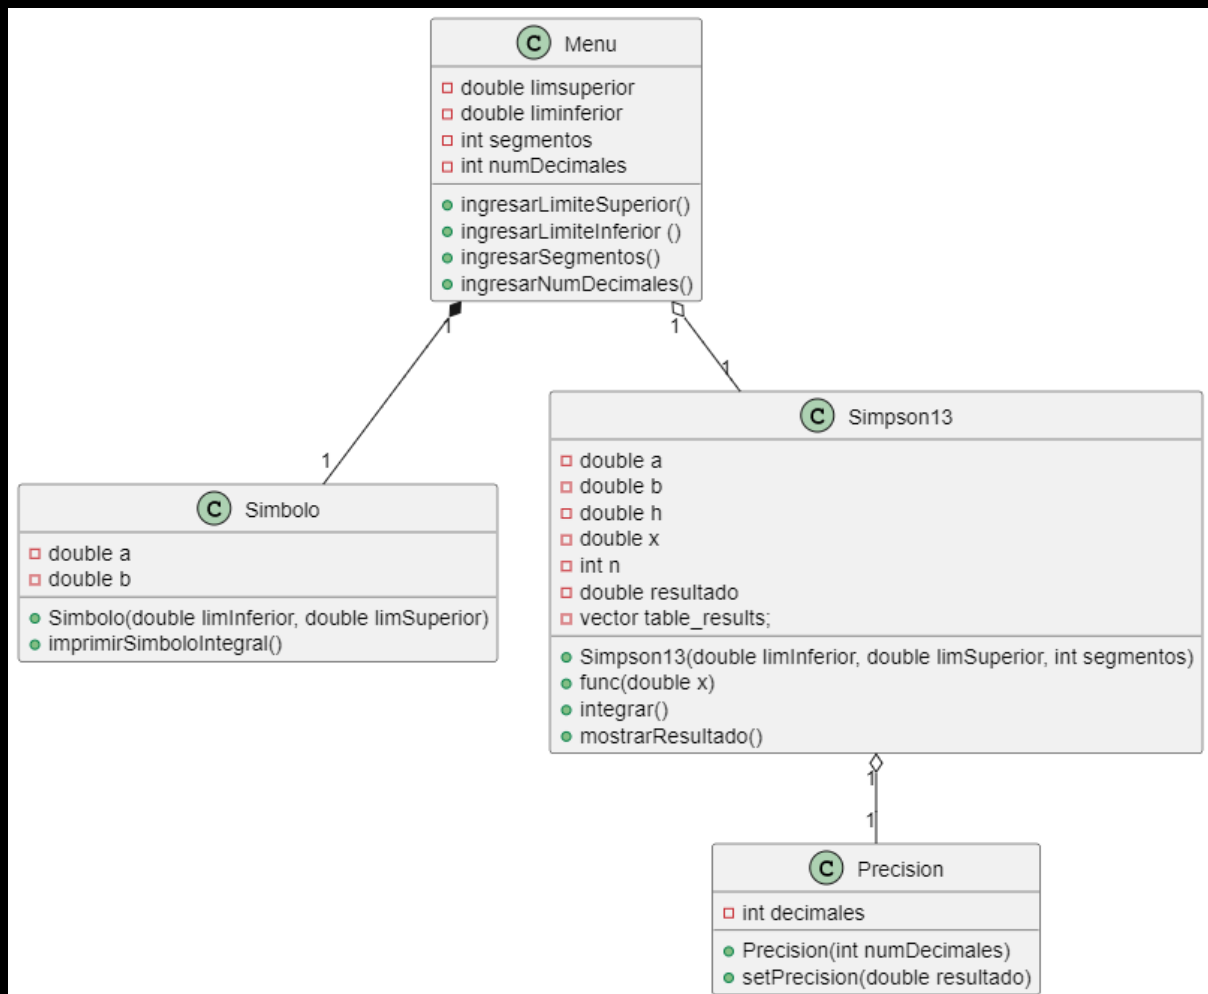 C Menu
double limsuperior
double liminferior
int segmentos
int numDecimales
ingresarLimiteSuperior()
ingresarLimiteInferior ()
ingresarSegmentos()
ingresarNumDecimales()
1
1
1
1
C Simbolo
double a
double b
Simbolo(double limInferior, double limSuperior)
imprimirSimboloIntegral()
C Simpson13
double a
double b
double h
double x
int n
double resultado
vector table_results;
Simpson13(double limInferior, double limSuperior, int segmentos)
func(double x)
integrar()
mostrarResultado()
1
1
C Precision
int decimales
Precision(int numDecimales)
setPrecision(double resultado)